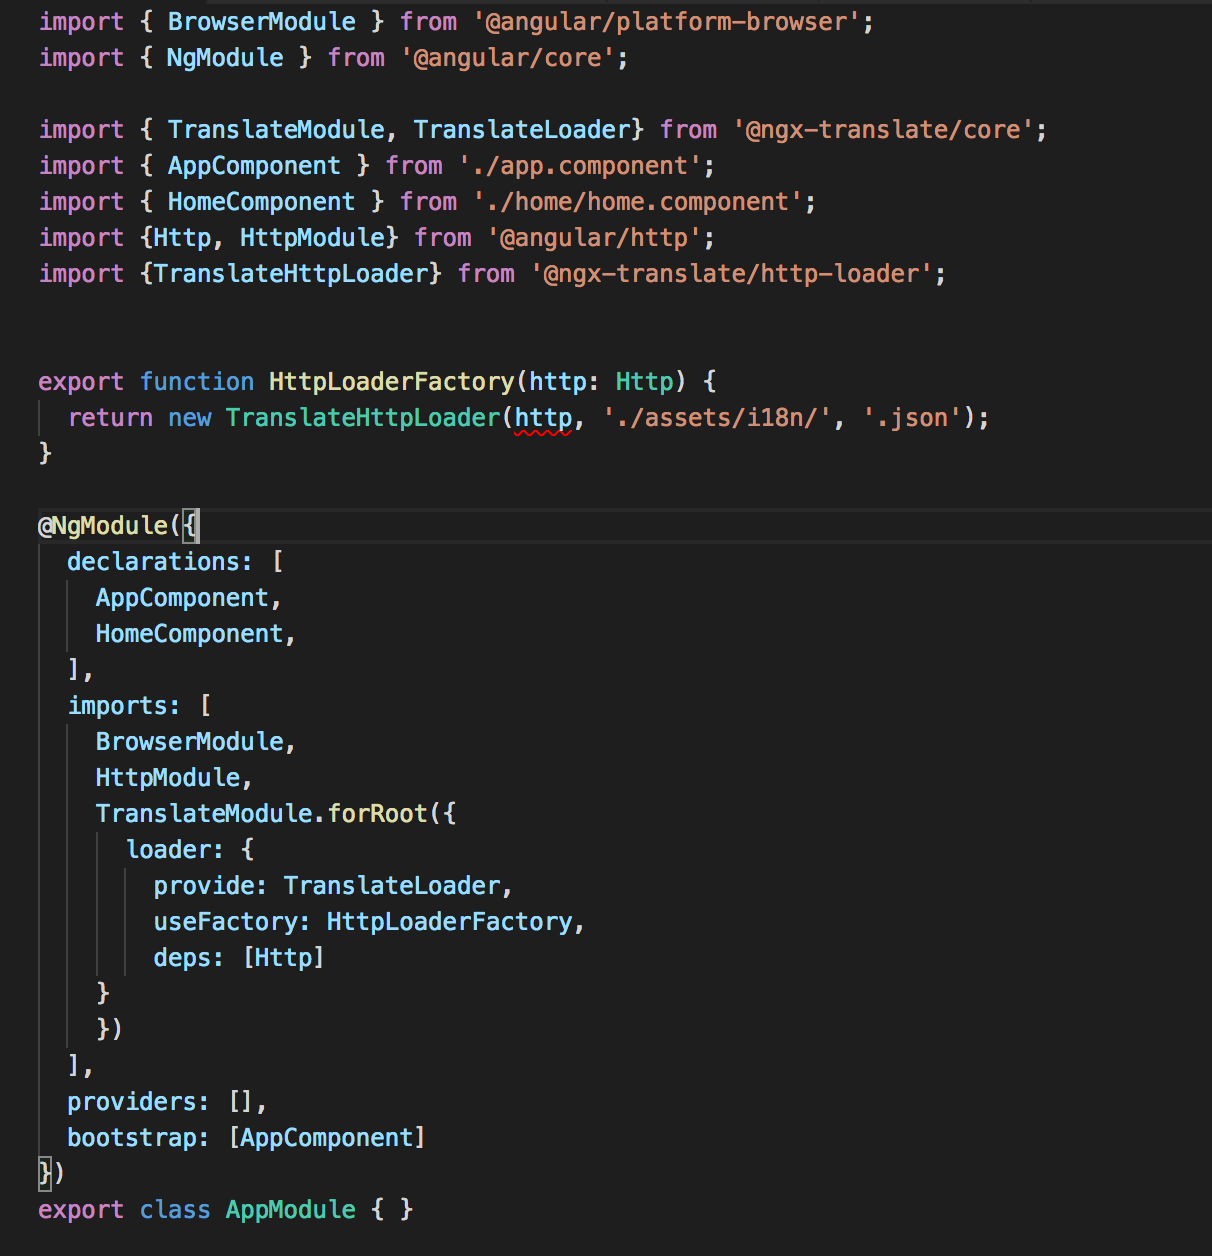 import { BrowserModule } from '@angular/platform-browser';
import { NgModule } from '@angular/core';

import { TranslateModule, TranslateLoader} from '@ngx-translate/core';
import { AppComponent } from './app.component';
import { HomeComponent } from './home/home.component';
import {Http, HttpModule} from '@angular/http';
import {TranslateHttpLoader} from '@ngx-translate/http-loader';


export function HttpLoaderFactory(http: Http) {
  return new TranslateHttpLoader(http, './assets/i18n/', '.json');
}

@NgModule({
  declarations: [
    AppComponent,
    HomeComponent,
  ],
  imports: [
    BrowserModule,
    HttpModule,
    TranslateModule.forRoot({
      loader: {
        provide: TranslateLoader,
        useFactory: HttpLoaderFactory,
        deps: [Http]
    }
    })
  ],
  providers: [],
  bootstrap: [AppComponent]
})
export class AppModule { }